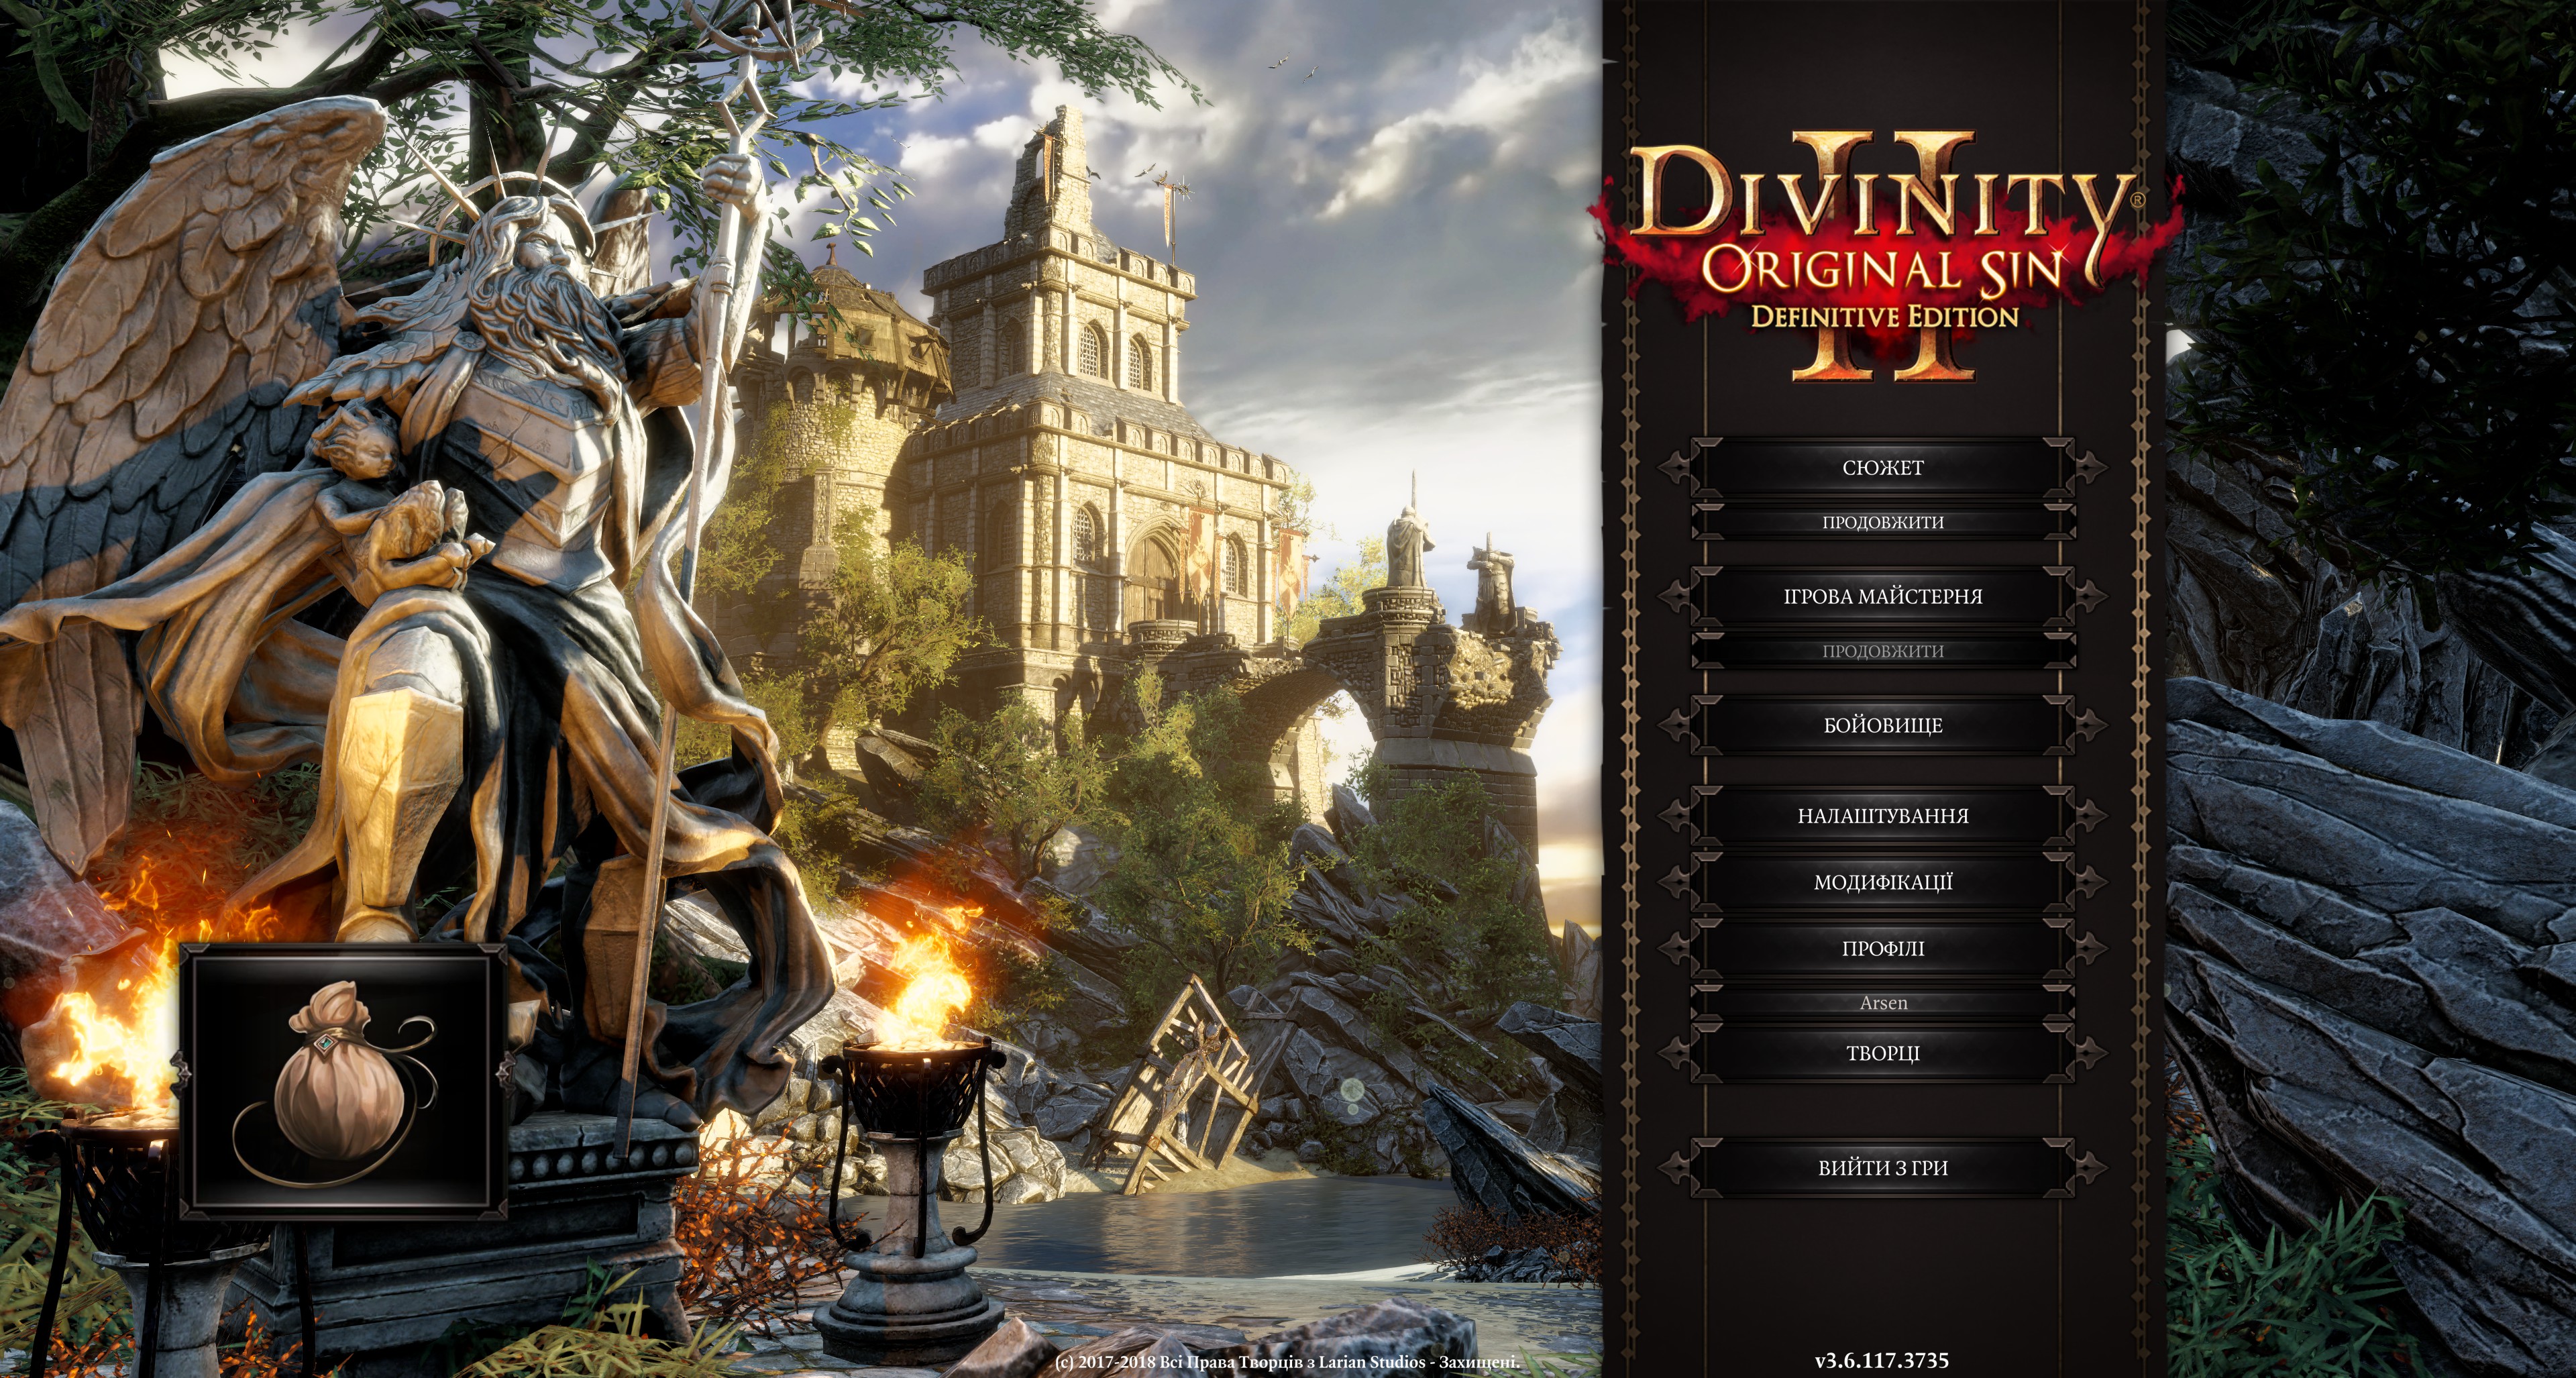 DIVINITY®
II
ORIGINAL SIN
DEFINITIVE EDITION
СЮЖЕТ
ПРОДОВЖИТИ
ІГРОВА МАЙСТЕРНЯ
ПРОДОВЖИТИ
БОЙОВИЩЕ
НАЛАШТУВАННЯ
МОДИФІКАЦІЇ
ПРОФІЛІ
Arsen
ТВОРЦІ
ВИЙТИ З ГРИ
(c) 2017-2018 Всі Права Творців з Larian Studios - Захищені.
v3.6.117.3735